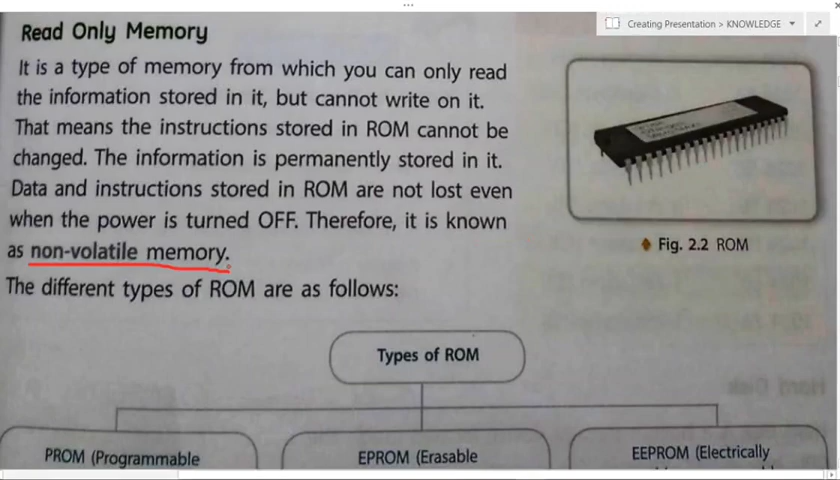 Creating Presentation > KNOWLEDGE
Read Only Memory
It is a type of memory from which you can only read
the information stored in it, but cannot write on it.
That means the instructions stored in ROM cannot be
changed. The information is permanently stored in it.
Data and instructions stored in ROM are not lost even
when the power is turned OFF. Therefore, it is known
as non-volatile memory.
Fig. 2.2 ROM
The different types of ROM are as follows:
Types of ROM
PROM (Programmable
EPROM (Erasable
EEPROM (Electrically